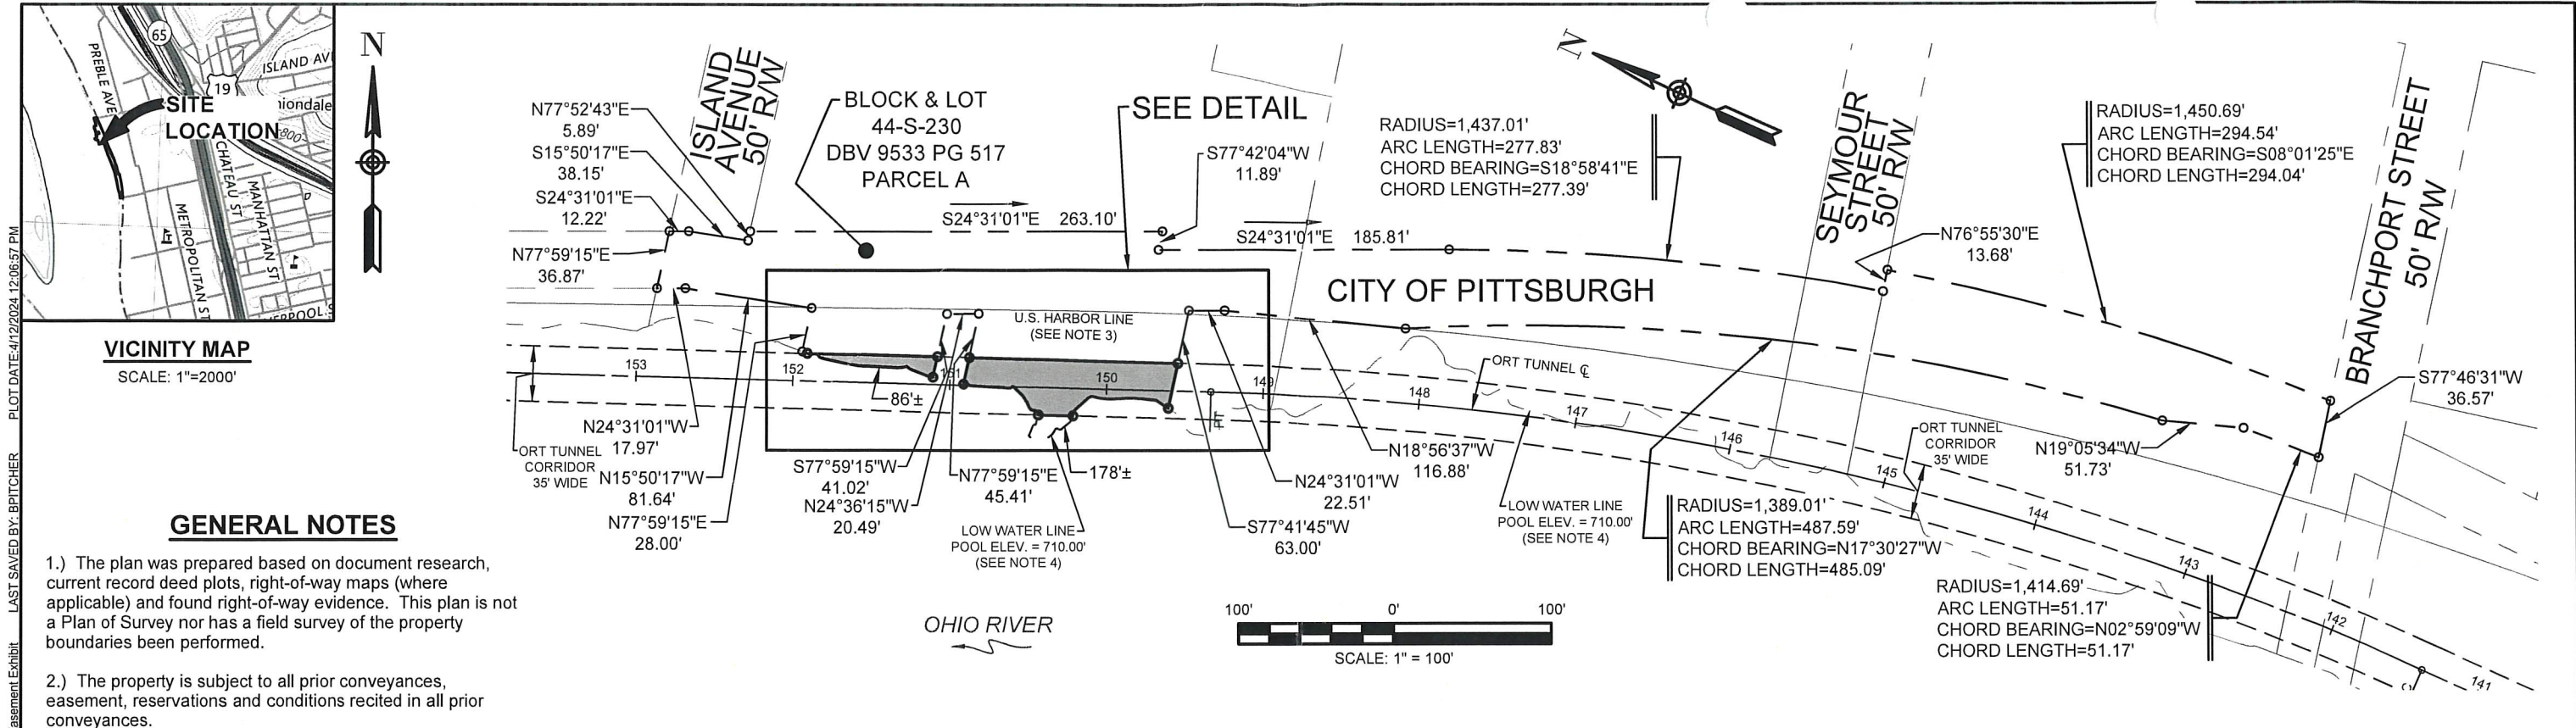 65
N
PREBLE AVE
ISLAND AVE
19
SITE
LOCATION
CHATEAU ST
MANHATTAN ST
METROPOLITAN ST
VICINITY MAP
SCALE: 1"=2000'
GENERAL NOTES
1.) The plan was prepared based on document research,
current record deed plots, right-of-way maps (where
applicable) and found right-of-way evidence. This plan is not
a Plan of Survey nor has a field survey of the property
boundaries been performed.
2.) The property is subject to all prior conveyances,
easement, reservations and conditions recited in all prior
conveyances.
asement Exhibit
LAST SAVED BY: BPITCHER
PLOT DATE:4/12/2024 12:06:57 PM
N77°52'43"E
5.89'
S15°50'17"E
38.15'
S24°31'01"E
12.22'
N77°59'15"E
36.87'
ISLAND
AVENUE
50' R/W
BLOCK & LOT
44-S-230
DBV 9533 PG 517
PARCEL A
SEE DETAIL
S24°31'01"E 263.10'
S77°42'04"W
11.89'
S24°31'01"E 185.81'
N
RADIUS=1,437.01'
ARC LENGTH=277.83'
CHORD BEARING=S18°58'41"E
CHORD LENGTH=277.39'
SEYMOUR
STREET
50' R/W
N76°55'30"E
13.68'
RADIUS=1,450.69'
ARC LENGTH=294.54'
CHORD BEARING=S08°01'25"E
CHORD LENGTH=294.04'
BRANCHPORT STREET
50' R/W
S77°46'31"W
36.57'
CITY OF PITTSBURGH
U.S. HARBOR LINE
(SEE NOTE 3)
153
152
151
150
149
148
147
146
145
144
143
142
141
PT
86'±
178'±
ORT TUNNEL ℄
ORT TUNNEL
CORRIDOR
35' WIDE
N24°31'01"W
17.97'
N15°50'17"W
81.64'
N77°59'15"E
28.00'
S77°59'15"W
41.02'
N24°36'15"W
20.49'
N77°59'15"E
45.41'
LOW WATER LINE
POOL ELEV. = 710.00'
(SEE NOTE 4)
S77°41'45"W
63.00'
N24°31'01"W
22.51'
N18°56'37"W
116.88'
LOW WATER LINE
POOL ELEV. = 710.00'
(SEE NOTE 4)
RADIUS=1,389.01'
ARC LENGTH=487.59'
CHORD BEARING=N17°30'27"W
CHORD LENGTH=485.09'
ORT TUNNEL
CORRIDOR
35' WIDE
N19°05'34"W
51.73'
RADIUS=1,414.69'
ARC LENGTH=51.17'
CHORD BEARING=N02°59'09"W
CHORD LENGTH=51.17'
OHIO RIVER
100' 0' 100'
SCALE: 1" = 100'